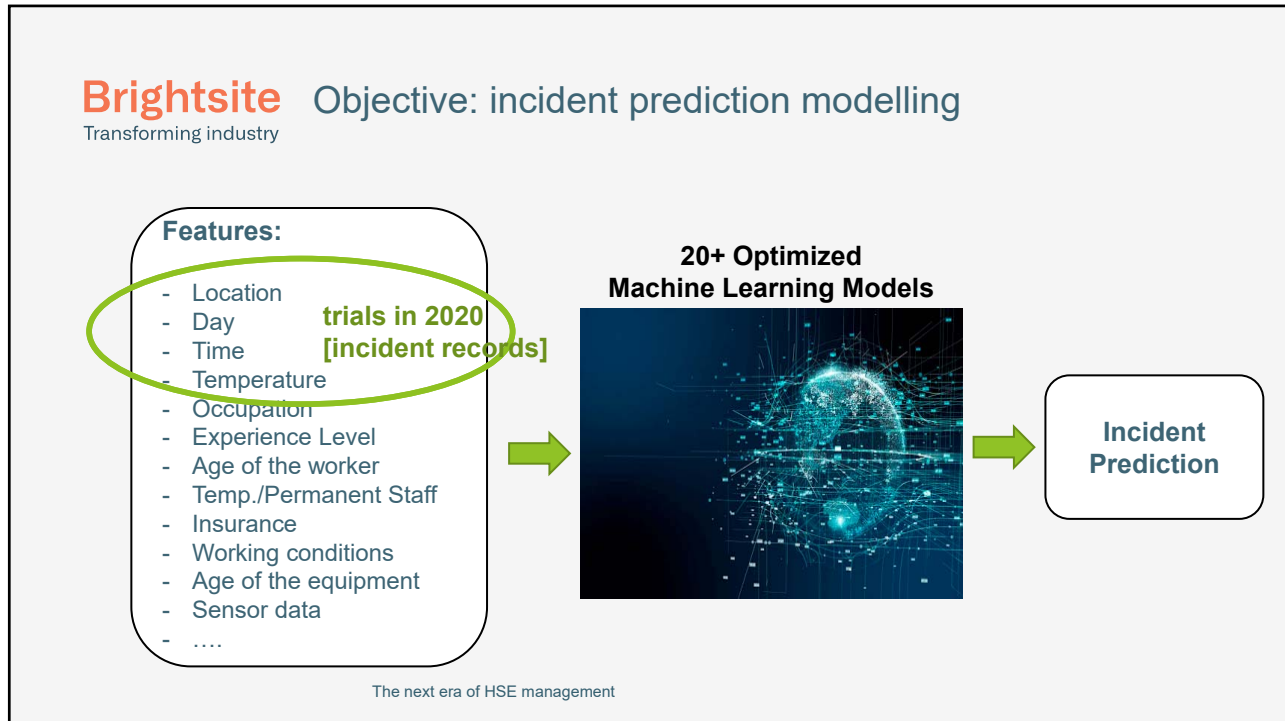 Brightsite
Transforming industry
Objective: incident prediction modelling
Features:
- Location
- Day
- Time
- Temperature
trials in 2020
[incident records]
- Occupation
- Experience Level
- Age of the worker
- Temp./Permanent Staff
- Insurance
- Working conditions
- Age of the equipment
- Sensor data
- ….
20+ Optimized
Machine Learning Models
Incident
Prediction
The next era of HSE management